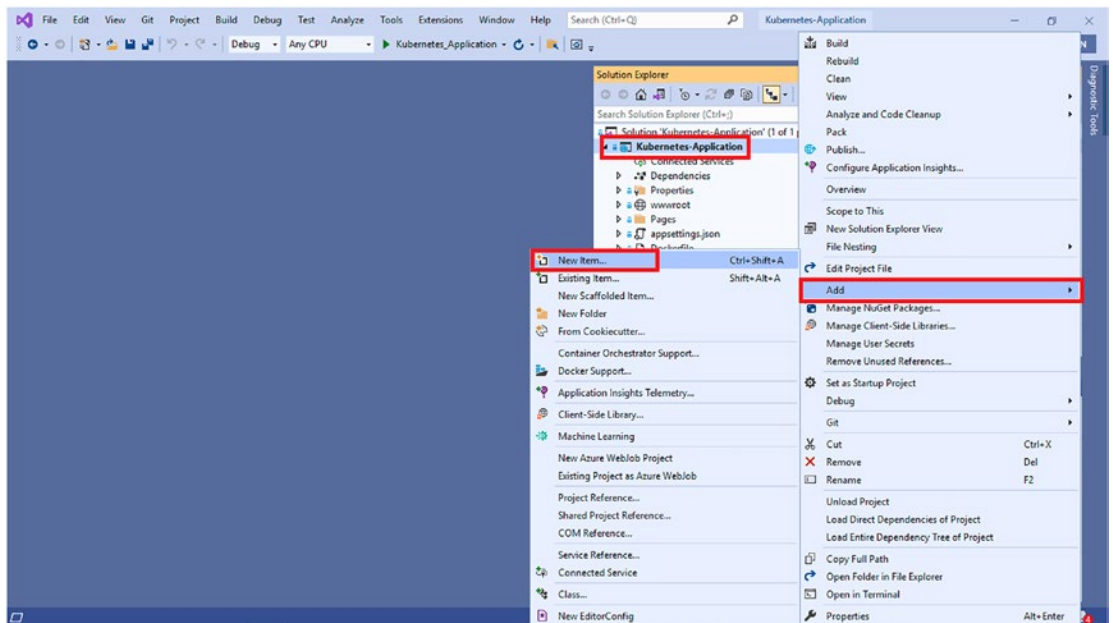 File Edit View Git Project Build Debug Test Analyze Tools Extensions Window Help Search (Ctrl+Q) Kubernetes-Application
Debug Any CPU Kubernetes_Application
Solution Explorer
Search Solution Explorer (Ctrl+;)
Solution 'Kubernetes-Application' (1 of 1
Kubernetes-Application
Connected Services
Dependencies
Properties
wwwroot
Pages
appsettings.json
Dockerfile
New Item... Ctrl+Shift+A
Existing Item... Shift+Alt+A
New Scaffolded Item...
New Folder
From Cookiecutter...
Container Orchestrator Support...
Docker Support...
Application Insights Telemetry...
Client-Side Library...
Machine Learning
New Azure WebJob Project
Existing Project as Azure WebJob
Project Reference...
Shared Project Reference...
COM Reference...
Service Reference...
Connected Service
Class...
New EditorConfig
Build
Rebuild
Clean
View
Analyze and Code Cleanup
Pack
Publish...
Configure Application Insights...
Overview
Scope to This
New Solution Explorer View
File Nesting
Edit Project File
Add
Manage NuGet Packages...
Manage Client-Side Libraries...
Manage User Secrets
Remove Unused References...
Set as Startup Project
Debug
Git
Cut Ctrl+X
Remove Del
Rename F2
Unload Project
Load Direct Dependencies of Project
Load Entire Dependency Tree of Project
Copy Full Path
Open Folder in File Explorer
Open in Terminal
Properties Alt+Enter
Diagnostic Tools